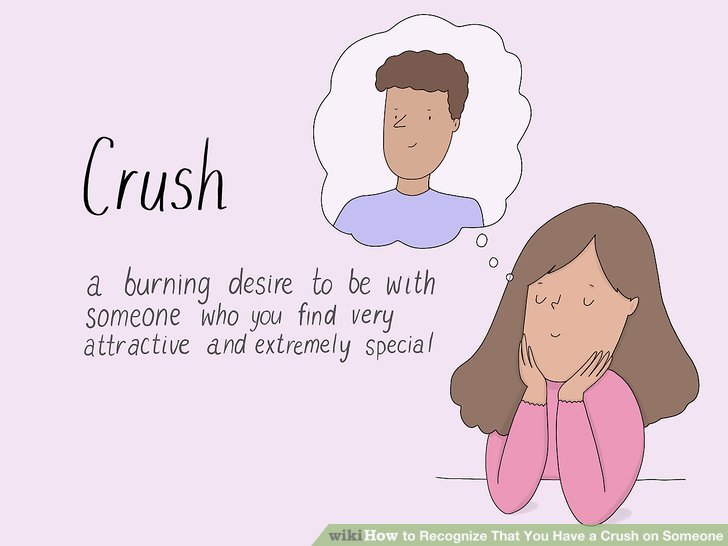 Crush
a burning desire to be with
someone who you find very
attractive and extremely special
wikiHow to Recognize That You Have a Crush on Someone